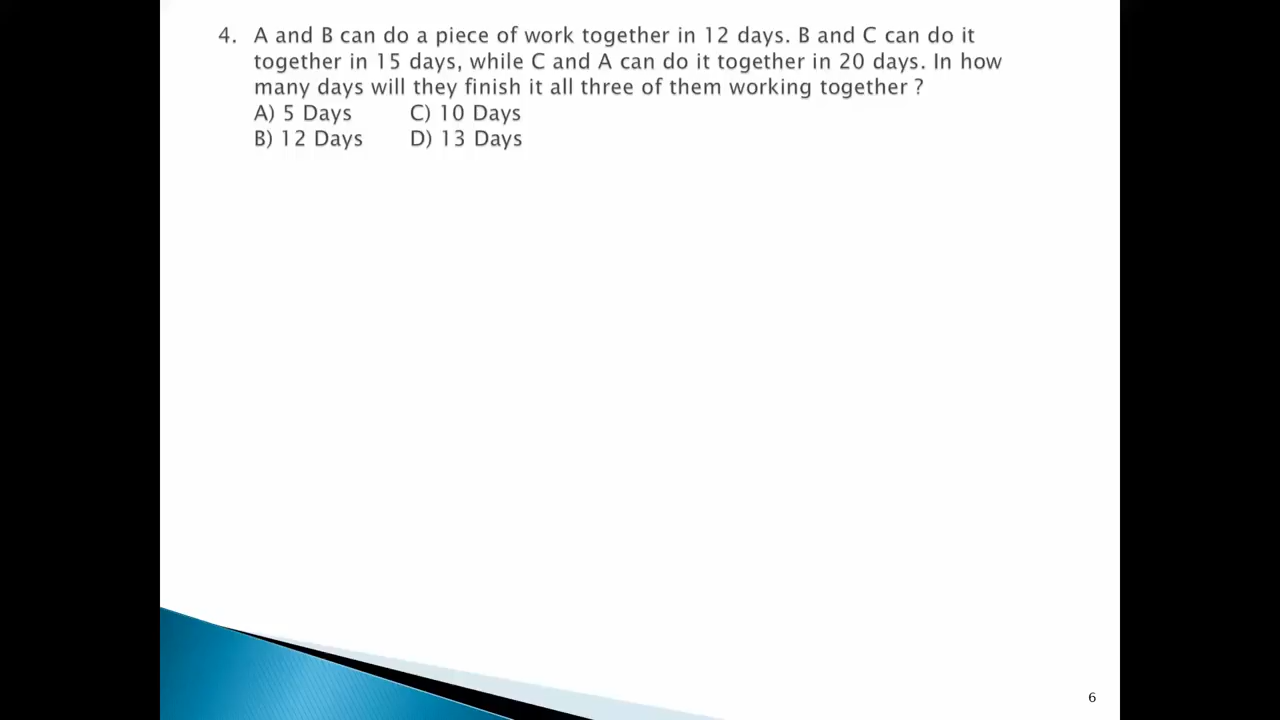 4. A and B can do a piece of work together in 12 days. B and C can do it
together in 15 days, while C and A can do it together in 20 days. In how
many days will they finish it all three of them working together ?
A) 5 Days C) 10 Days
B) 12 Days D) 13 Days
6